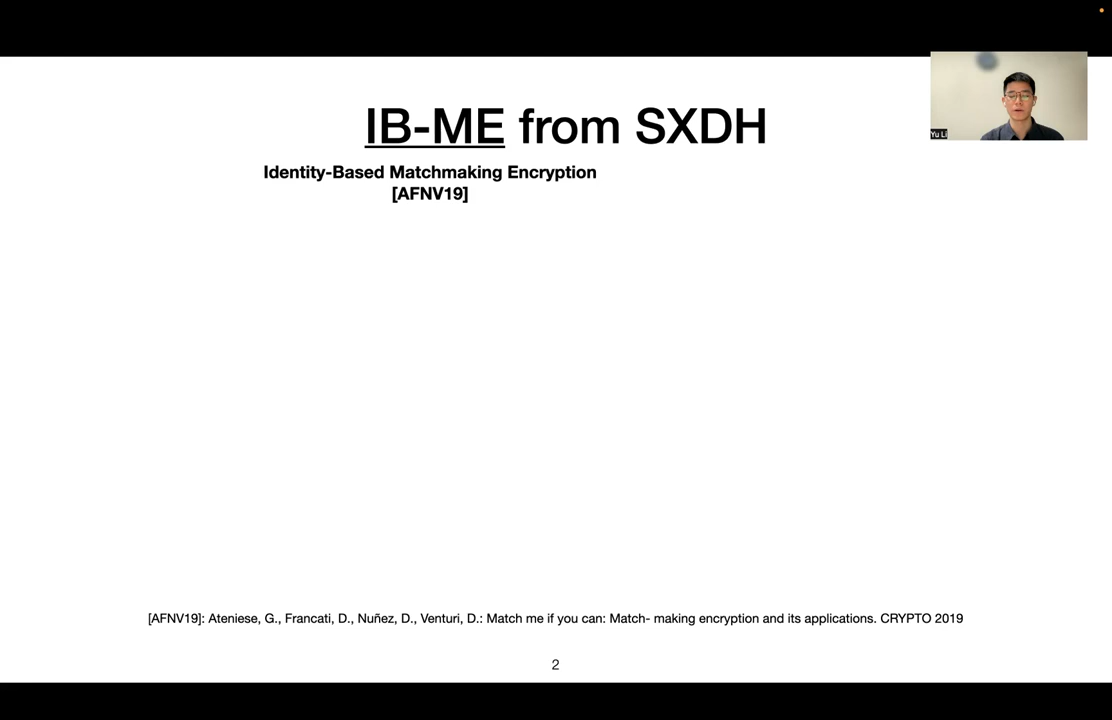 IB-ME from SXDH
Yu Li
Identity-Based Matchmaking Encryption
[AFNV19]
[AFNV19]: Ateniese, G., Francati, D., Nuñez, D., Venturi, D.: Match me if you can: Match- making encryption and its applications. CRYPTO 2019
2